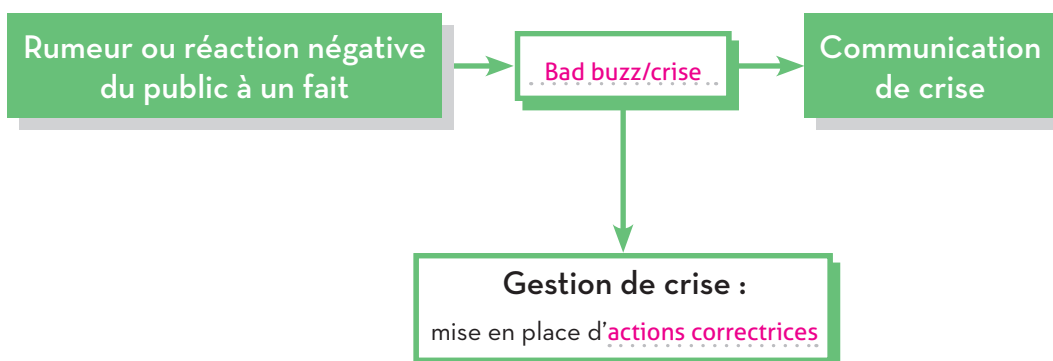 Rumeur ou réaction négative
du public à un fait
Bad buzz/crise
Communication
de crise
Gestion de crise :
mise en place d'actions correctrices